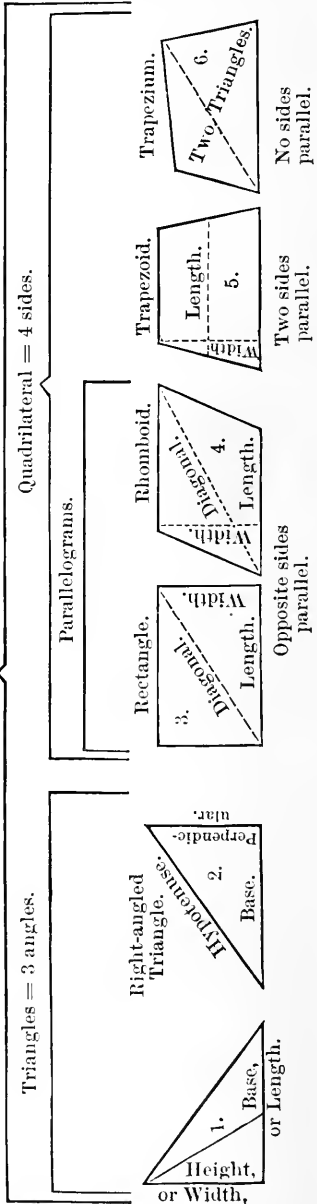 Triangles = 3 angles.
Quadrilateral = 4 sides.
Parallelograms.
Right-angled
Triangle.
Rectangle.
Rhomboid.
Trapezoid.
Trapezium.
1.
Height,
or Width,
Base,
or Length.
Hypotenuse.
2.
Perpendic-
ular.
Base.
3.
Diagonal.
Width.
Length.
4.
Diagonal.
Width.
Length.
Length.
5.
Width
6.
Two Triangles.
Opposite sides
parallel.
Two sides
parallel.
No sides
parallel.